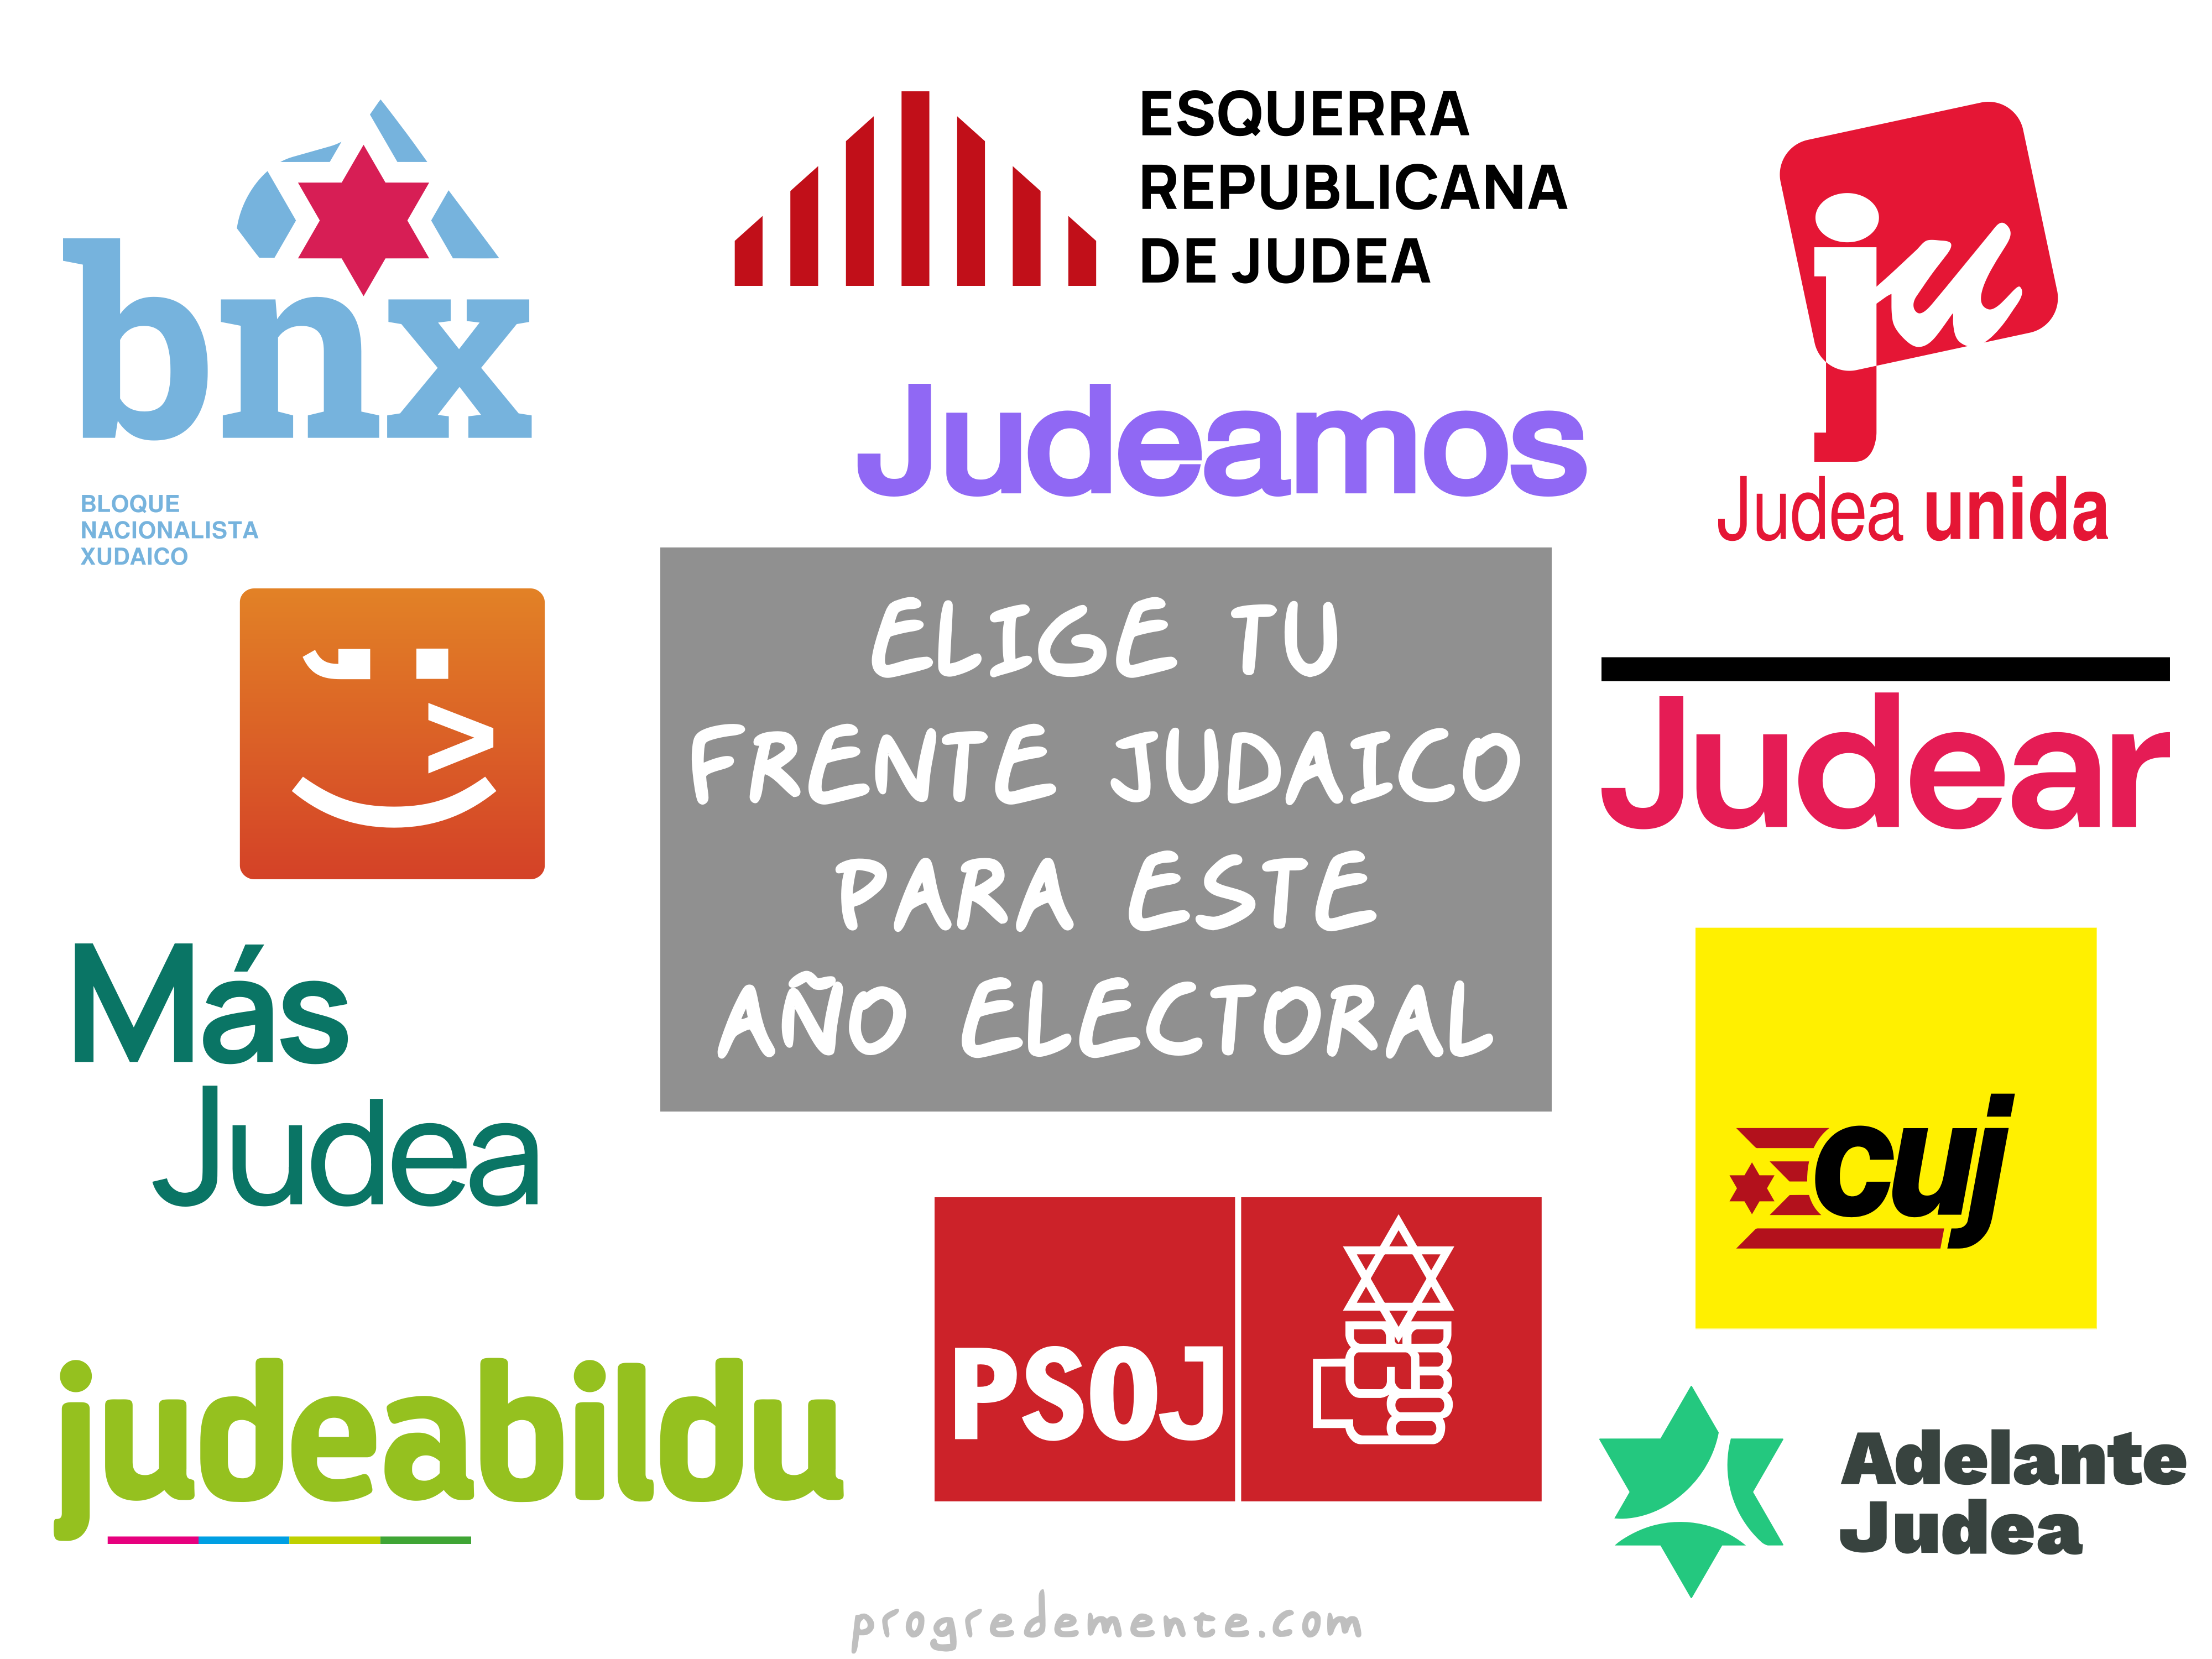 bnx
BLOQUE
NACIONALISTA
XUDAICO
ESQUERRA
REPUBLICANA
DE JUDEA
ju
Judea unida
Judeamos
ELIGE TU
FRENTE JUDAICO
PARA ESTE
AÑO ELECTORAL
Judear
Más
Judea
cuj
judeabildu
PSOJ
Adelante
Judea
progredemente.com